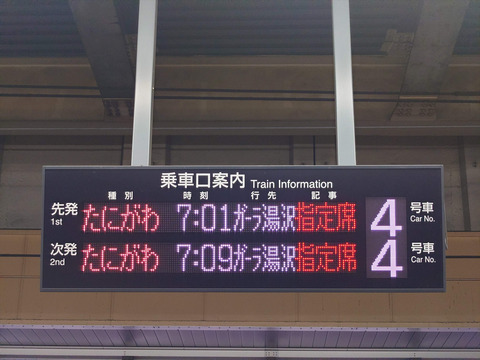 乗車口案内 Train Information
種別 時刻 行先 記事
先発 たにがわ 7:01 ガーラ湯沢 指定席 4 号車
1st Car No.
次発 たにがわ 7:09 ガーラ湯沢 指定席 4 号車
2nd Car No.